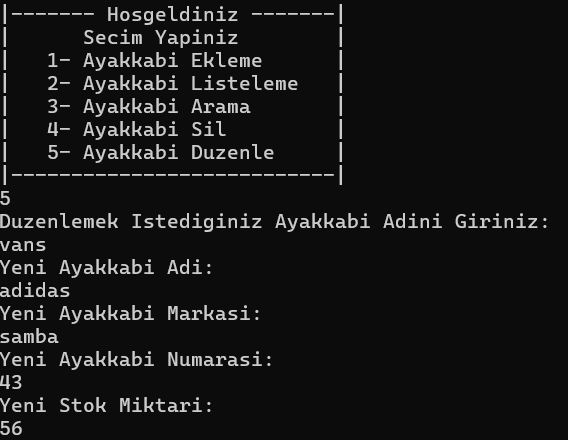 |------- Hosgeldiniz -------|
|      Secim Yapiniz        |
|   1- Ayakkabi Ekleme      |
|   2- Ayakkabi Listeleme   |
|   3- Ayakkabi Arama       |
|   4- Ayakkabi Sil         |
|   5- Ayakkabi Duzenle     |
|---------------------------|
5
Duzenlemek Istediginiz Ayakkabi Adini Giriniz:
vans
Yeni Ayakkabi Adi:
adidas
Yeni Ayakkabi Markasi:
samba
Yeni Ayakkabi Numarasi:
43
Yeni Stok Miktari:
56